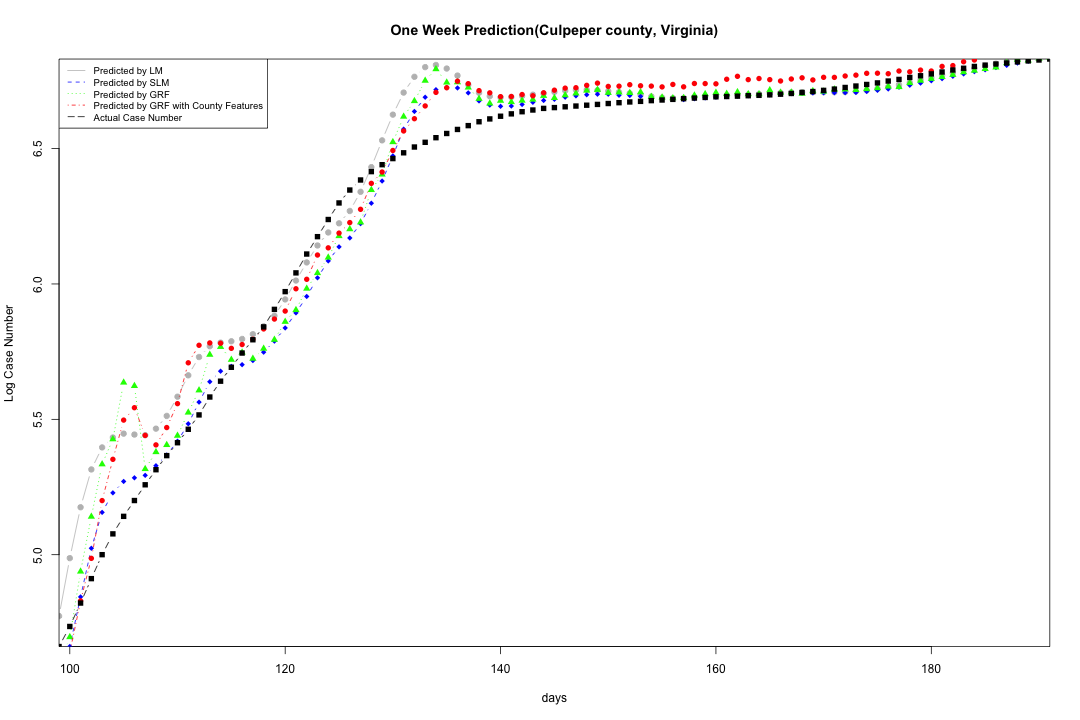 One Week Prediction(Culpeper county, Virginia)
Predicted by LM
Predicted by SLM
Predicted by GRF
Predicted by GRF with County Features
Actual Case Number
Log Case Number
6.5
6.0
5.5
5.0
100
120
140
160
180
days